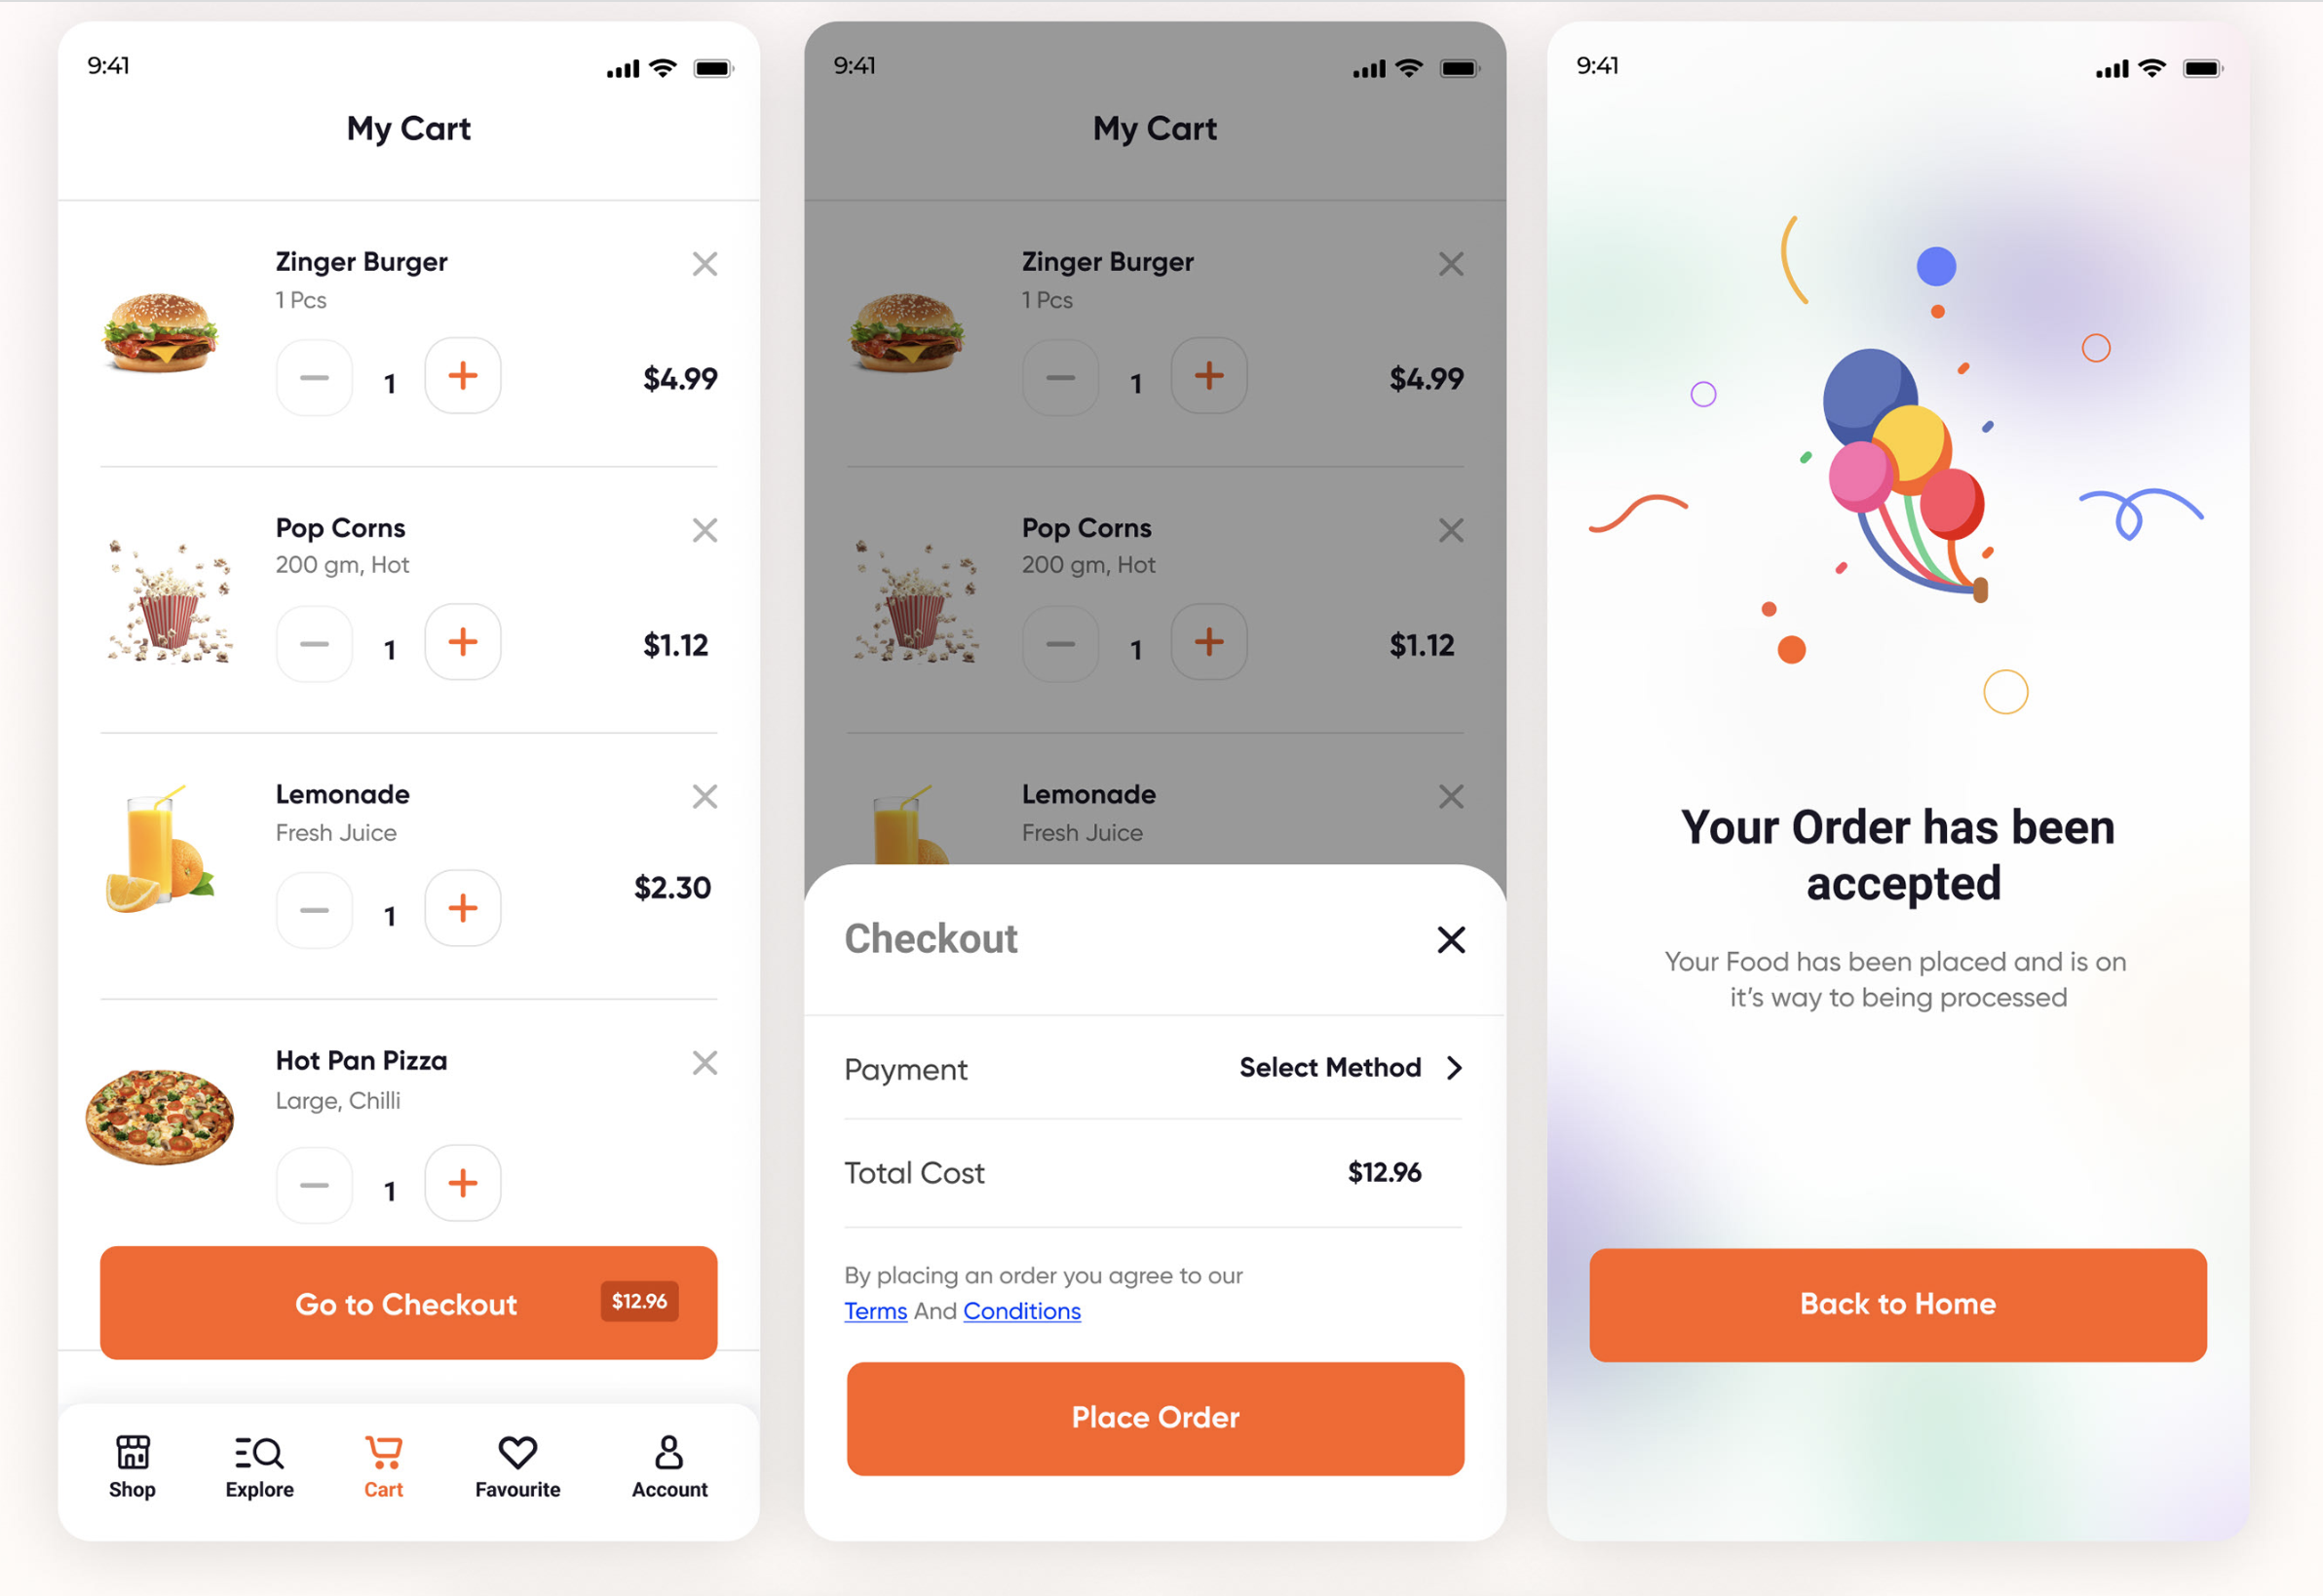 9:41
My Cart
Zinger Burger
1 Pcs
1
$4.99
Pop Corns
200 gm, Hot
1
$1.12
Lemonade
Fresh Juice
1
$2.30
Hot Pan Pizza
Large, Chilli
1
Go to Checkout $12.96
Shop Explore Cart Favourite Account
9:41
My Cart
Zinger Burger
1 Pcs
1
$4.99
Pop Corns
200 gm, Hot
1
$1.12
Lemonade
Fresh Juice
Checkout
Payment Select Method
Total Cost $12.96
By placing an order you agree to our
Terms And Conditions
Place Order
9:41
Your Order has been
accepted
Your Food has been placed and is on
it’s way to being processed
Back to Home